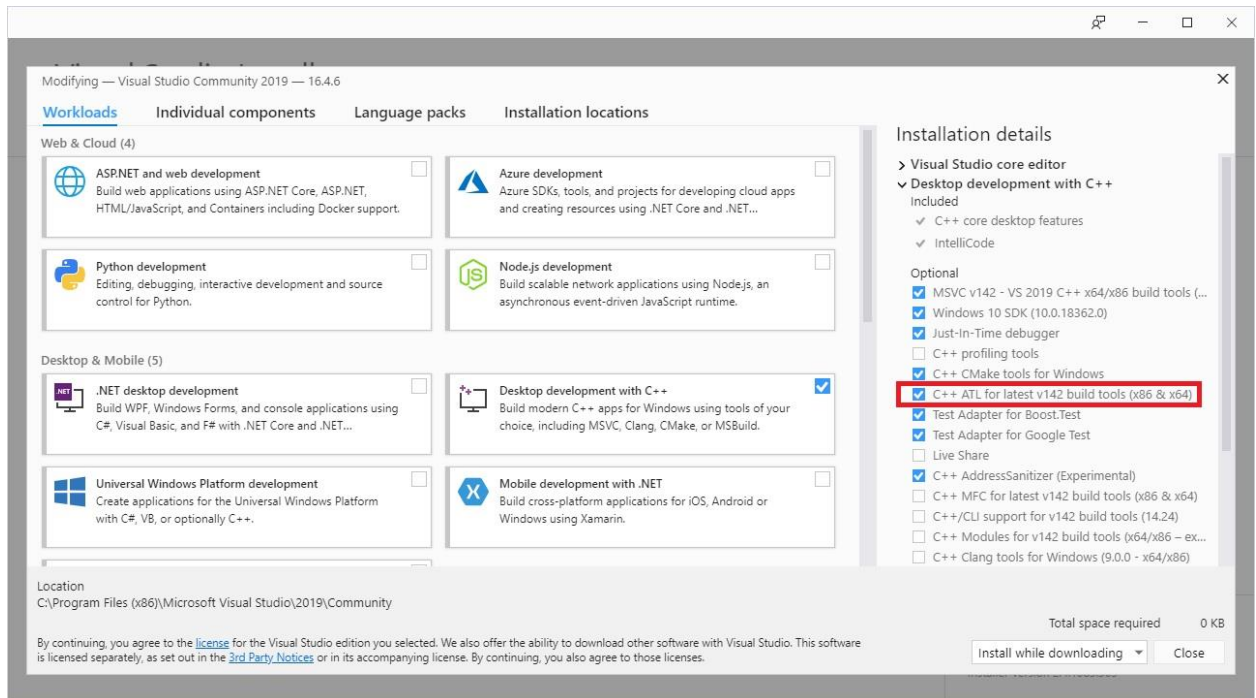 Modifying — Visual Studio Community 2019 — 16.4.6
Workloads
Individual components
Language packs
Installation locations
Web & Cloud (4)
ASP.NET and web development
Build web applications using ASP.NET Core, ASP.NET,
HTML/JavaScript, and Containers including Docker support.
Azure development
Azure SDKs, tools, and projects for developing cloud apps
and creating resources using .NET Core and .NET...
Python development
Editing, debugging, interactive development and source
control for Python.
Node.js development
Build scalable network applications using Node.js, an
asynchronous event-driven JavaScript runtime.
Desktop & Mobile (5)
.NET
.NET desktop development
Build WPF, Windows Forms, and console applications using
C#, Visual Basic, and F# with .NET Core and .NET...
Desktop development with C++
Build modern C++ apps for Windows using tools of your
choice, including MSVC, Clang, CMake, or MSBuild.
Universal Windows Platform development
Create applications for the Universal Windows Platform
with C#, VB, or optionally C++.
Mobile development with .NET
Build cross-platform applications for iOS, Android or
Windows using Xamarin.
Installation details
Visual Studio core editor
Desktop development with C++
Included
C++ core desktop features
IntelliCode
Optional
MSVC v142 - VS 2019 C++ x64/x86 build tools (...
Windows 10 SDK (10.0.18362.0)
Just-In-Time debugger
C++ profiling tools
C++ CMake tools for Windows
C++ ATL for latest v142 build tools (x86 & x64)
Test Adapter for Boost.Test
Test Adapter for Google Test
Live Share
C++ AddressSanitizer (Experimental)
C++ MFC for latest v142 build tools (x86 & x64)
C++/CLI support for v142 build tools (14.24)
C++ Modules for v142 build tools (x64/x86 – ex...
C++ Clang tools for Windows (9.0.0 - x64/x86)
Location
C:\Program Files (x86)\Microsoft Visual Studio\2019\Community
By continuing, you agree to the license for the Visual Studio edition you selected. We also offer the ability to download other software with Visual Studio. This software
is licensed separately, as set out in the 3rd Party Notices or in its accompanying license. By continuing, you also agree to those licenses.
Total space required 0 KB
Install while downloading
Close